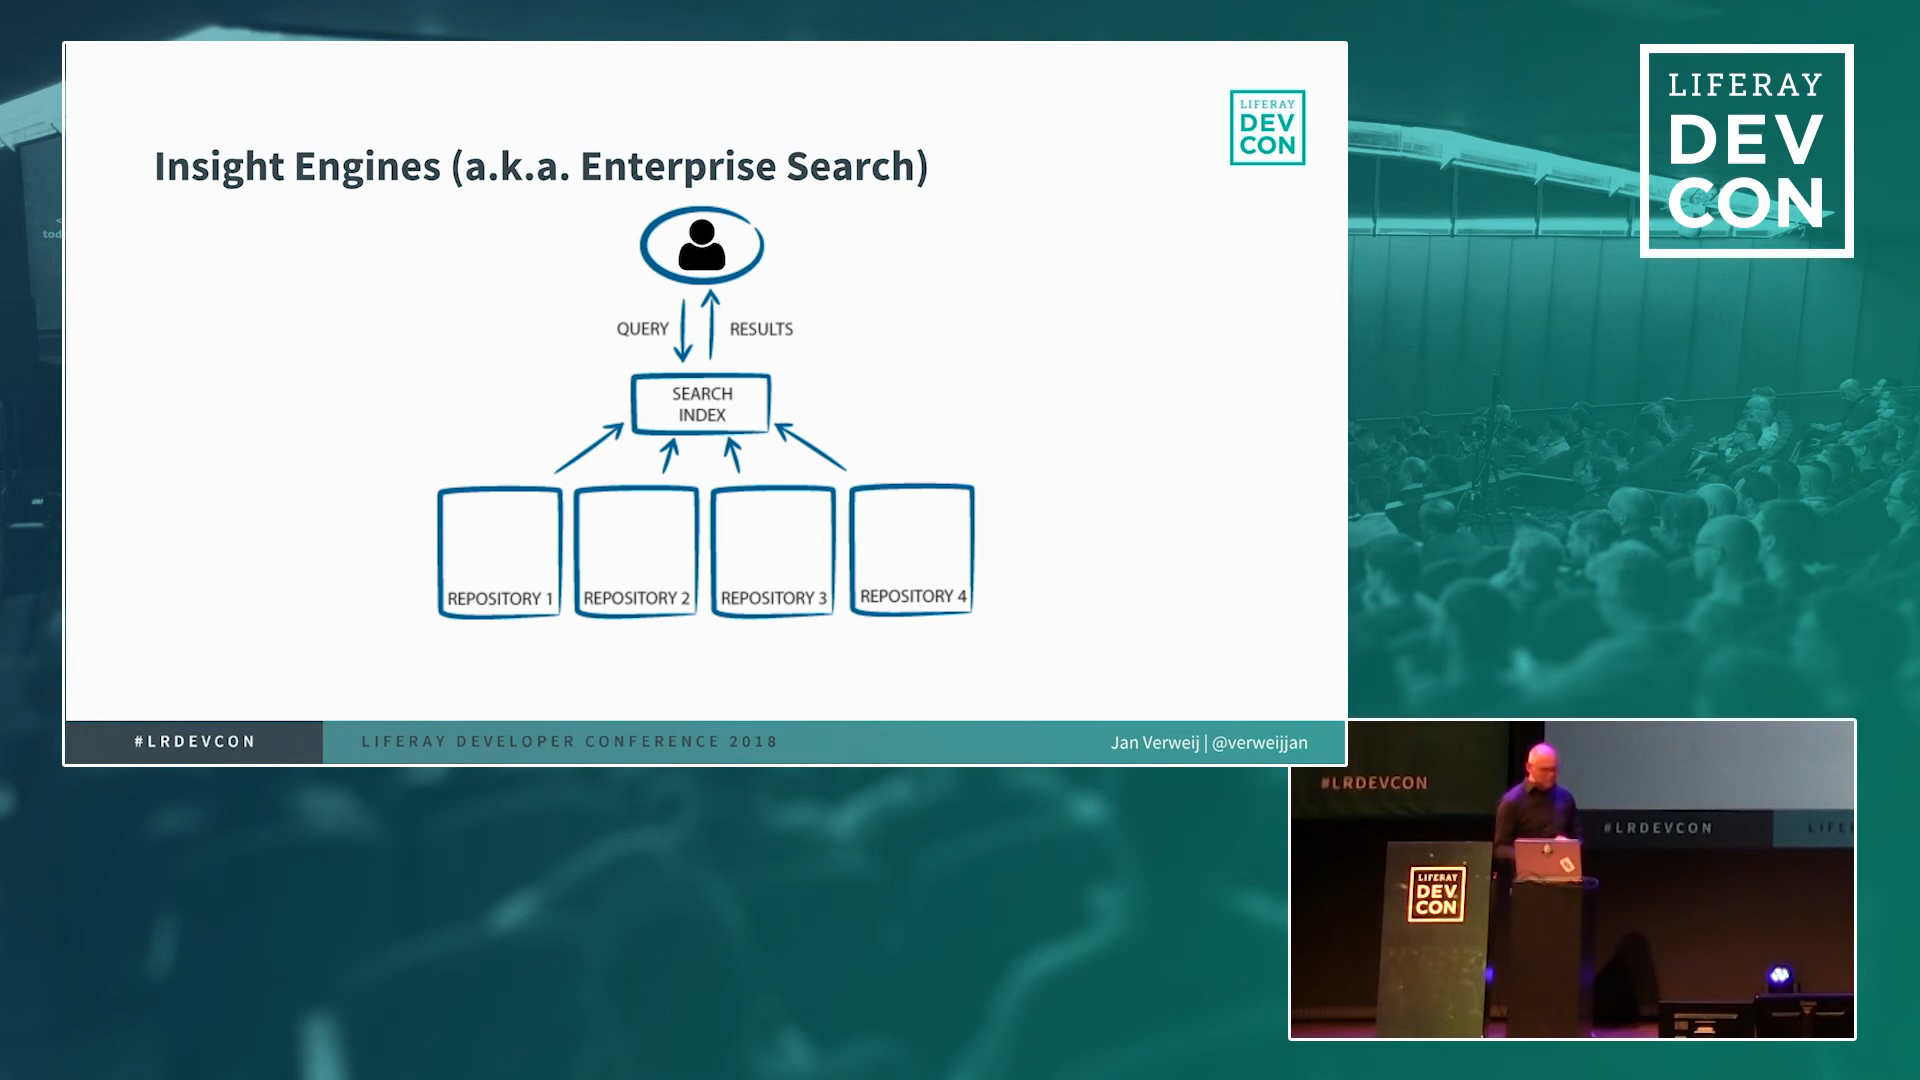 LIFERAY
DEV
CON
Insight Engines (a.k.a. Enterprise Search)
LIFERAY
DEV
CON
QUERY
RESULTS
SEARCH
INDEX
REPOSITORY 1
REPOSITORY 2
REPOSITORY 3
REPOSITORY 4
#LRDEVCON
LIFERAY DEVELOPER CONFERENCE 2018
Jan Verweij | @verweijjan
#LRDEVCON
#LRDEVCON
LIFE
LIFERAY
DEV
CON